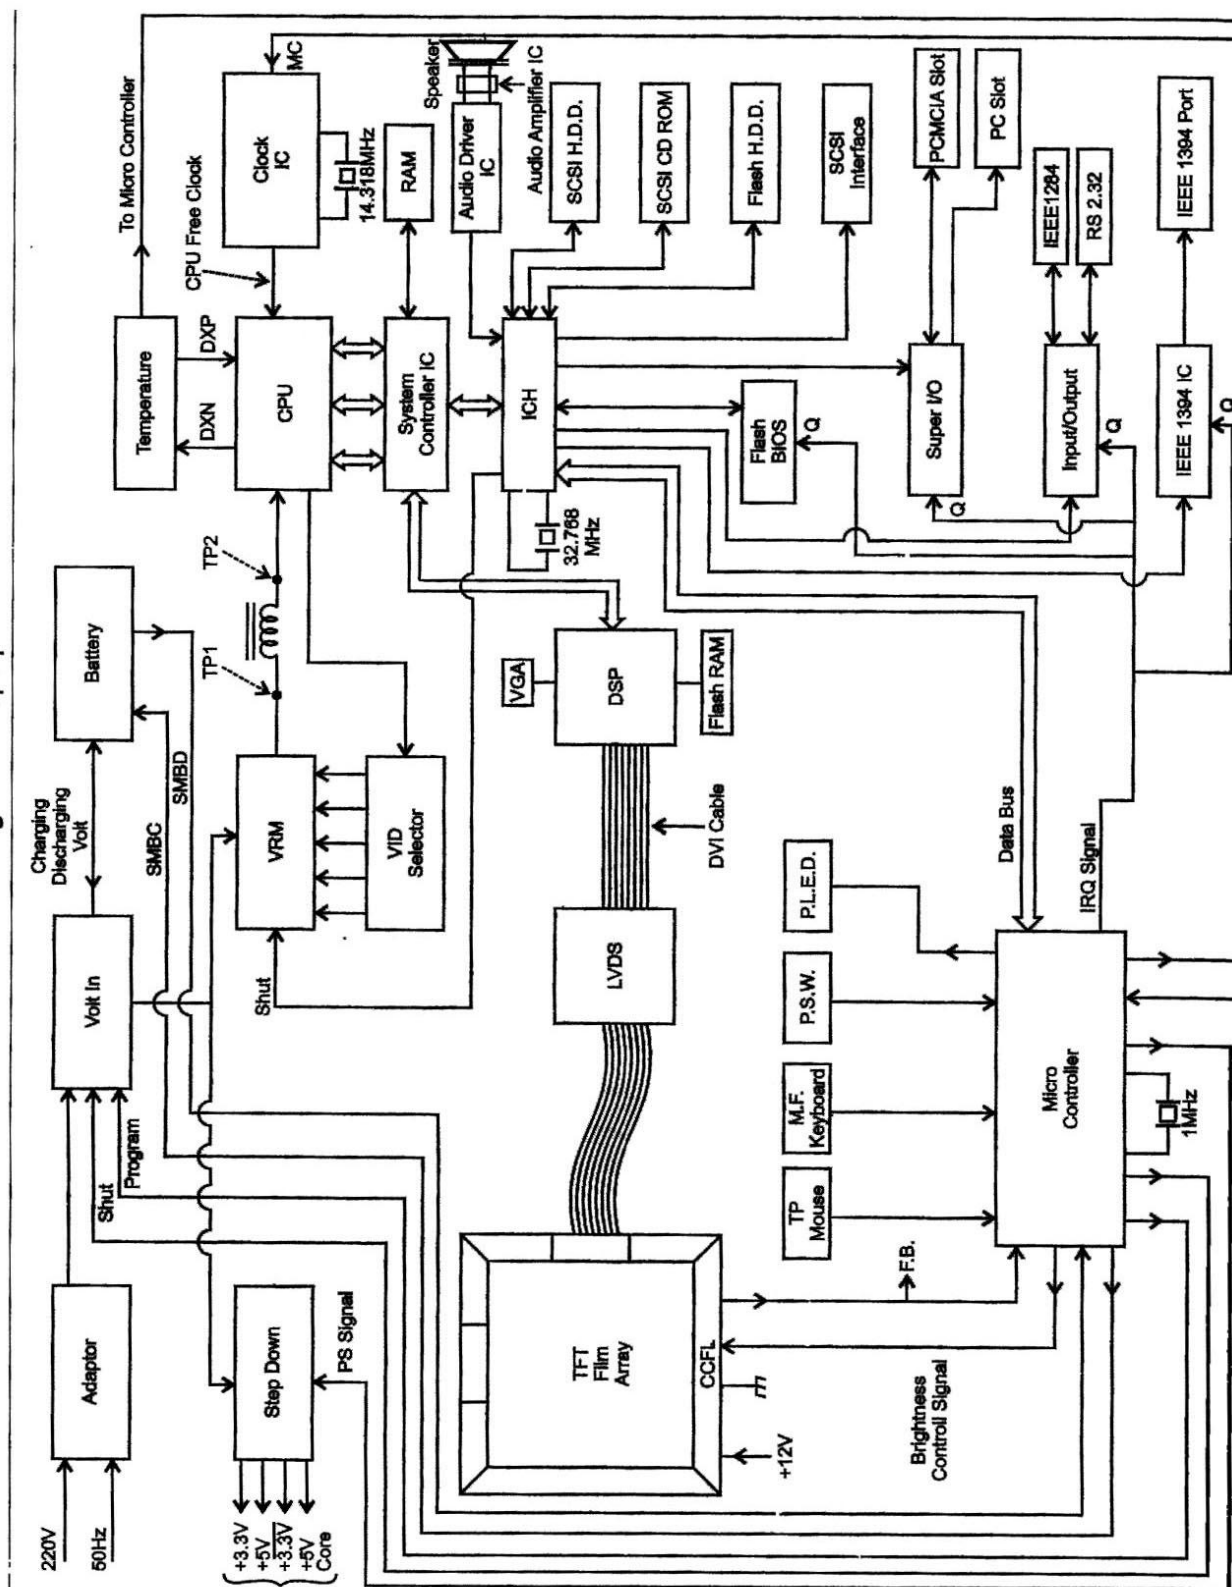 220V
50Hz
Adaptor
Shut
Program
Volt In
Charging
Discharging
Volt
Battery
SMBC
SMBD
Temperature
To Micro Controller
DXN
DXP
CPU Free Clock
MC
Clock
IC
14.318MHz
+3.3V
+5V
+3.3V
+5V
Core
Step Down
PS Signal
Shut
VRM
VID
Selector
TP1
TP2
CPU
System
Controller IC
RAM
Speaker
Audio Driver
IC
Audio Amplifier IC
ICH
32.768
MHz
SCSI H.D.D.
SCSI CD ROM
Flash H.D.D.
SCSI
Interface
TFT
Film
Array
CCFL
+12V
F.B.
Brightness
Controll Signal
LVDS
DVI Cable
VGA
DSP
Flash RAM
Flash
BIOS
Q
TP
Mouse
M.F.
Keyboard
P.S.W.
P.L.E.D.
Data Bus
IRQ Signal
Micro
Controller
1MHz
Super I/O
Q
PCMCIA Slot
PC Slot
Input/Output
Q
IEEE1284
RS 2.32
IEEE 1394 IC
Q
IEEE 1394 Port